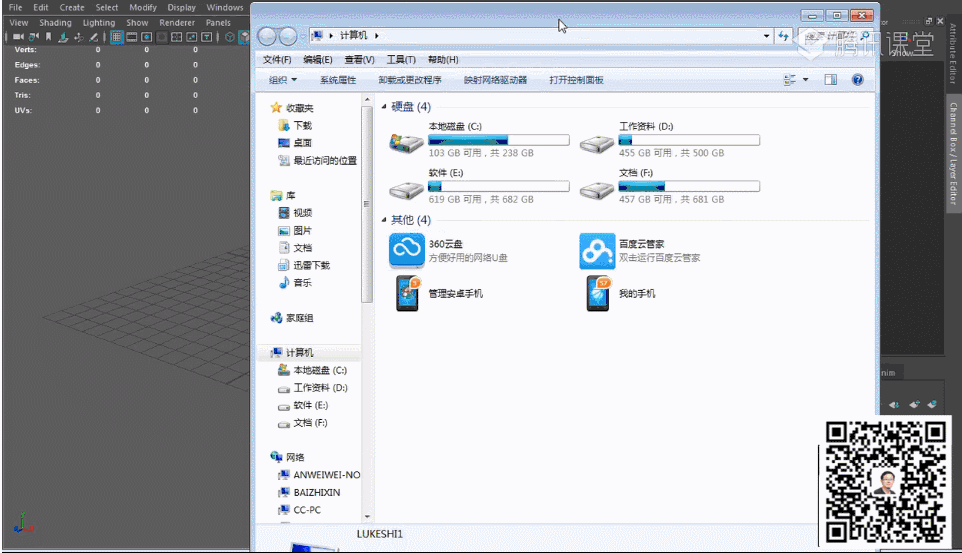 File Edit Create Select Modify Display Windows
View Shading Lighting Show Renderer Panels
Verts: 0 0 0
Edges: 0 0 0
Faces: 0 0 0
Tris: 0 0 0
UVs: 0 0 0
计算机
腾讯课堂
文件(F) 编辑(E) 查看(V) 工具(T) 帮助(H)
组织 系统属性 卸载或更改程序 映射网络驱动器 打开控制面板
收藏夹
下载
桌面
最近访问的位置
库
视频
图片
文档
迅雷下载
音乐
家庭组
计算机
本地磁盘 (C:)
工作资料 (D:)
软件 (E:)
文档 (F:)
网络
ANWEIWEI-NO
BAIZHIXIN
CC-PC
硬盘 (4)
本地磁盘 (C:)
103 GB 可用，共 238 GB
工作资料 (D:)
455 GB 可用，共 500 GB
软件 (E:)
619 GB 可用，共 682 GB
文档 (F:)
457 GB 可用，共 681 GB
其他 (4)
360云盘
方便好用的网络U盘
百度云管家
双击运行百度云管家
管理安卓手机
我的手机
LUKESHI1
Attribute Editor
Channel Box / Layer Editor